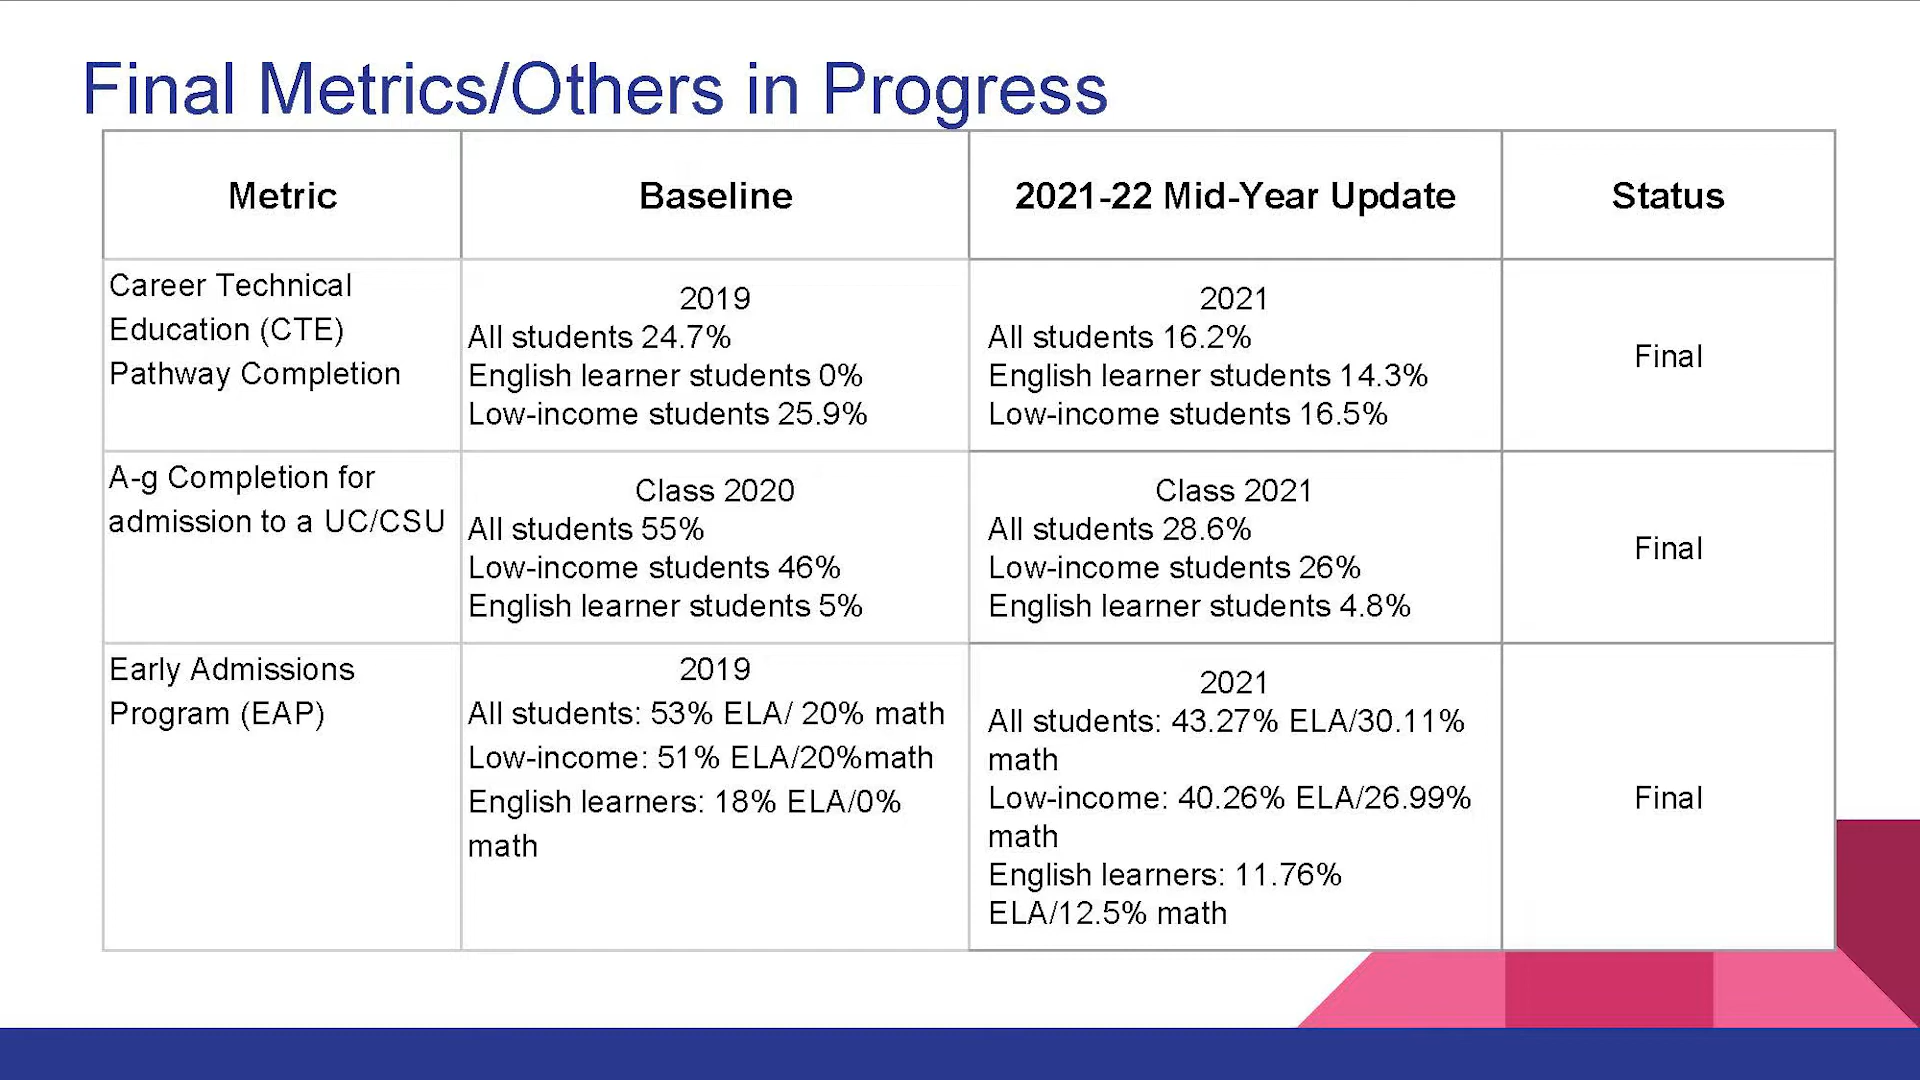 Final Metrics/Others in Progress
Metric
Baseline
2021-22 Mid-Year Update
Status
Career Technical
Education (CTE)
Pathway Completion
2019
All students 24.7%
English learner students 0%
Low-income students 25.9%
2021
All students 16.2%
English learner students 14.3%
Low-income students 16.5%
Final
A-g Completion for
admission to a UC/CSU
Class 2020
All students 55%
Low-income students 46%
English learner students 5%
Class 2021
All students 28.6%
Low-income students 26%
English learner students 4.8%
Final
Early Admissions
Program (EAP)
2019
All students: 53% ELA/ 20% math
Low-income: 51% ELA/20%math
English learners: 18% ELA/0%
math
2021
All students: 43.27% ELA/30.11%
math
Low-income: 40.26% ELA/26.99%
math
English learners: 11.76%
ELA/12.5% math
Final